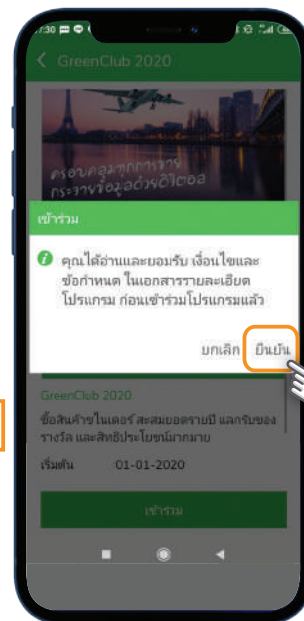 7:30
GreenClub 2020
ครอบคลุมทุกการขาย
กระจายข้อมูลด้วยดิจิตอล
เข้าร่วม
คุณได้อ่านและยอมรับ เงื่อนไขและ
ข้อกำหนด ในเอกสารรายละเอียด
โปรแกรม ก่อนเข้าร่วมโปรแกรมแล้ว
ยกเลิก ยืนยัน
GreenClub 2020
ซื้อสินค้าชไนเดอร์ สะสมยอดรายปี แลกรับของ
รางวัล และสิทธิประโยชน์มากมาย
เริ่มต้น 01-01-2020
เข้าร่วม